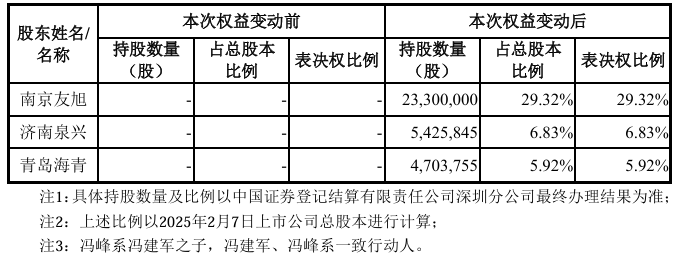 股东姓名/名称 本次权益变动前 本次权益变动后
持股数量（股） 占总股本比例 表决权比例 持股数量（股） 占总股本比例 表决权比例
南京友旭 - - - 23,300,000 29.32% 29.32%
济南泉兴 - - - 5,425,845 6.83% 6.83%
青岛海青 - - - 4,703,755 5.92% 5.92%
注1：具体持股数量及比例以中国证券登记结算有限责任公司深圳分公司最终办理结果为准；
注2：上述比例以2025年2月7日上市公司总股本进行计算；
注3：冯峰系冯建军之子，冯建军、冯峰系一致行动人。